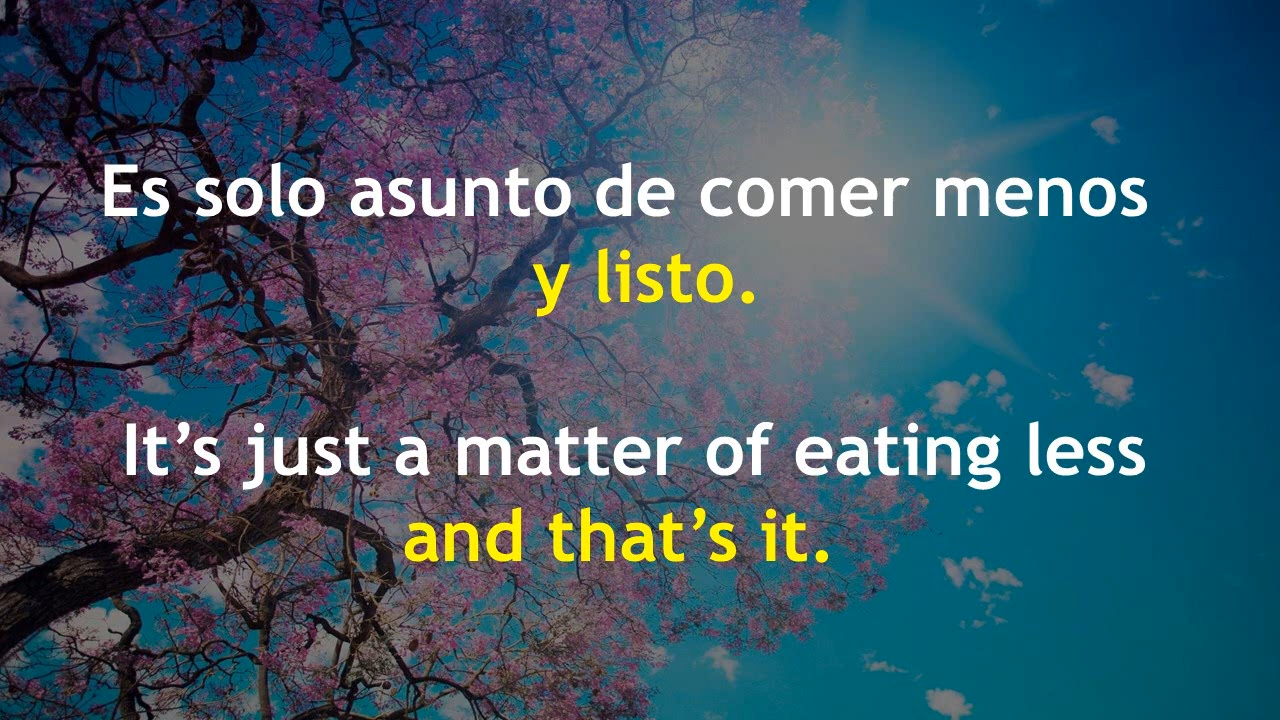 Es solo asunto de comer menos
y listo.
It’s just a matter of eating less
and that’s it.